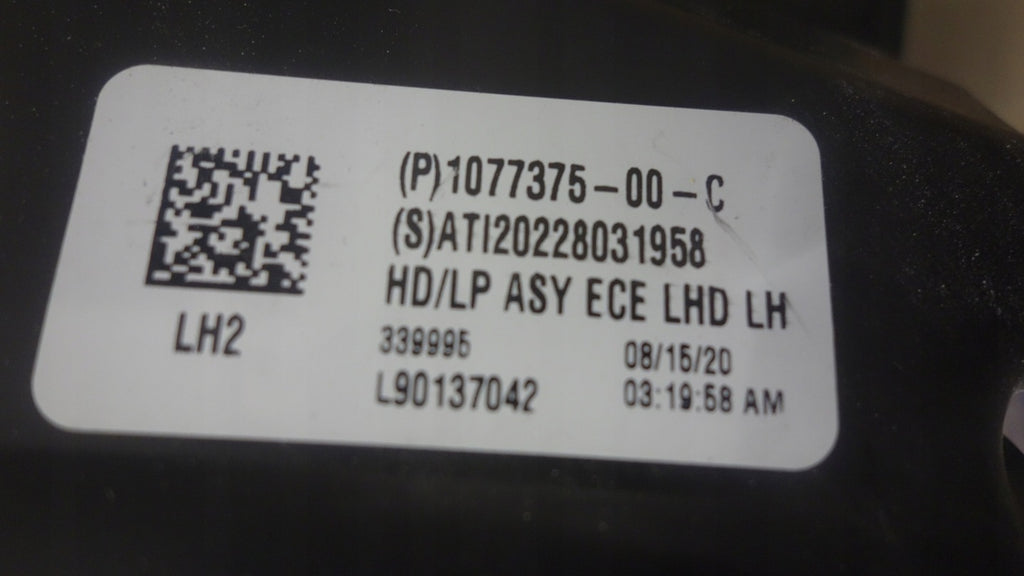 (P)1077375-00-C
(S)ATI20228031958
HD/LP ASY ECE LHD LH
LH2
339995 08/15/20
L90137042 03:19:58 AM